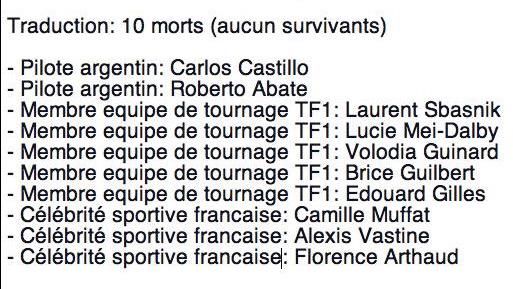 Traduction: 10 morts (aucun survivants)
- Pilote argentin: Carlos Castillo
- Pilote argentin: Roberto Abate
- Membre equipe de tournage TF1: Laurent Sbasnik
- Membre equipe de tournage TF1: Lucie Mei-Dalby
- Membre equipe de tournage TF1: Volodia Guinard
- Membre equipe de tournage TF1: Brice Guilbert
- Membre equipe de tournage TF1: Edouard Gilles
- Célébrité sportive francaise: Camille Muffat
- Célébrité sportive francaise: Alexis Vastine
- Célébrité sportive francaise: Florence Arthaud